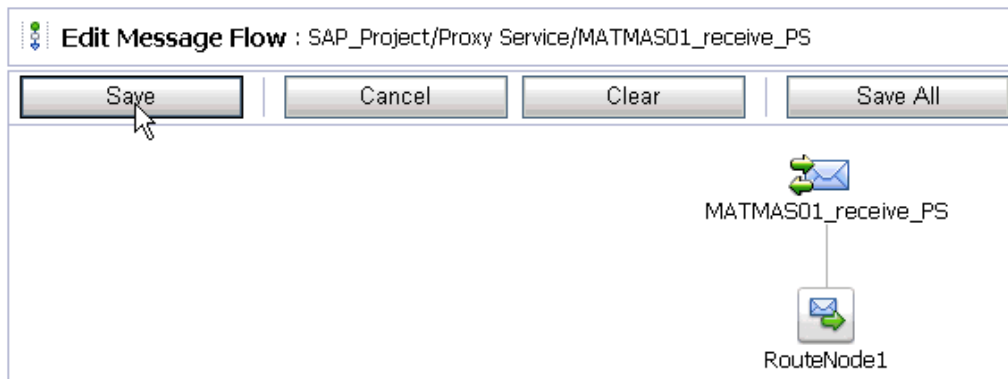 Edit Message Flow : SAP_Project/Proxy Service/MATMAS01_receive_PS
Save Cancel Clear Save All
MATMAS01_receive_PS
RouteNode1